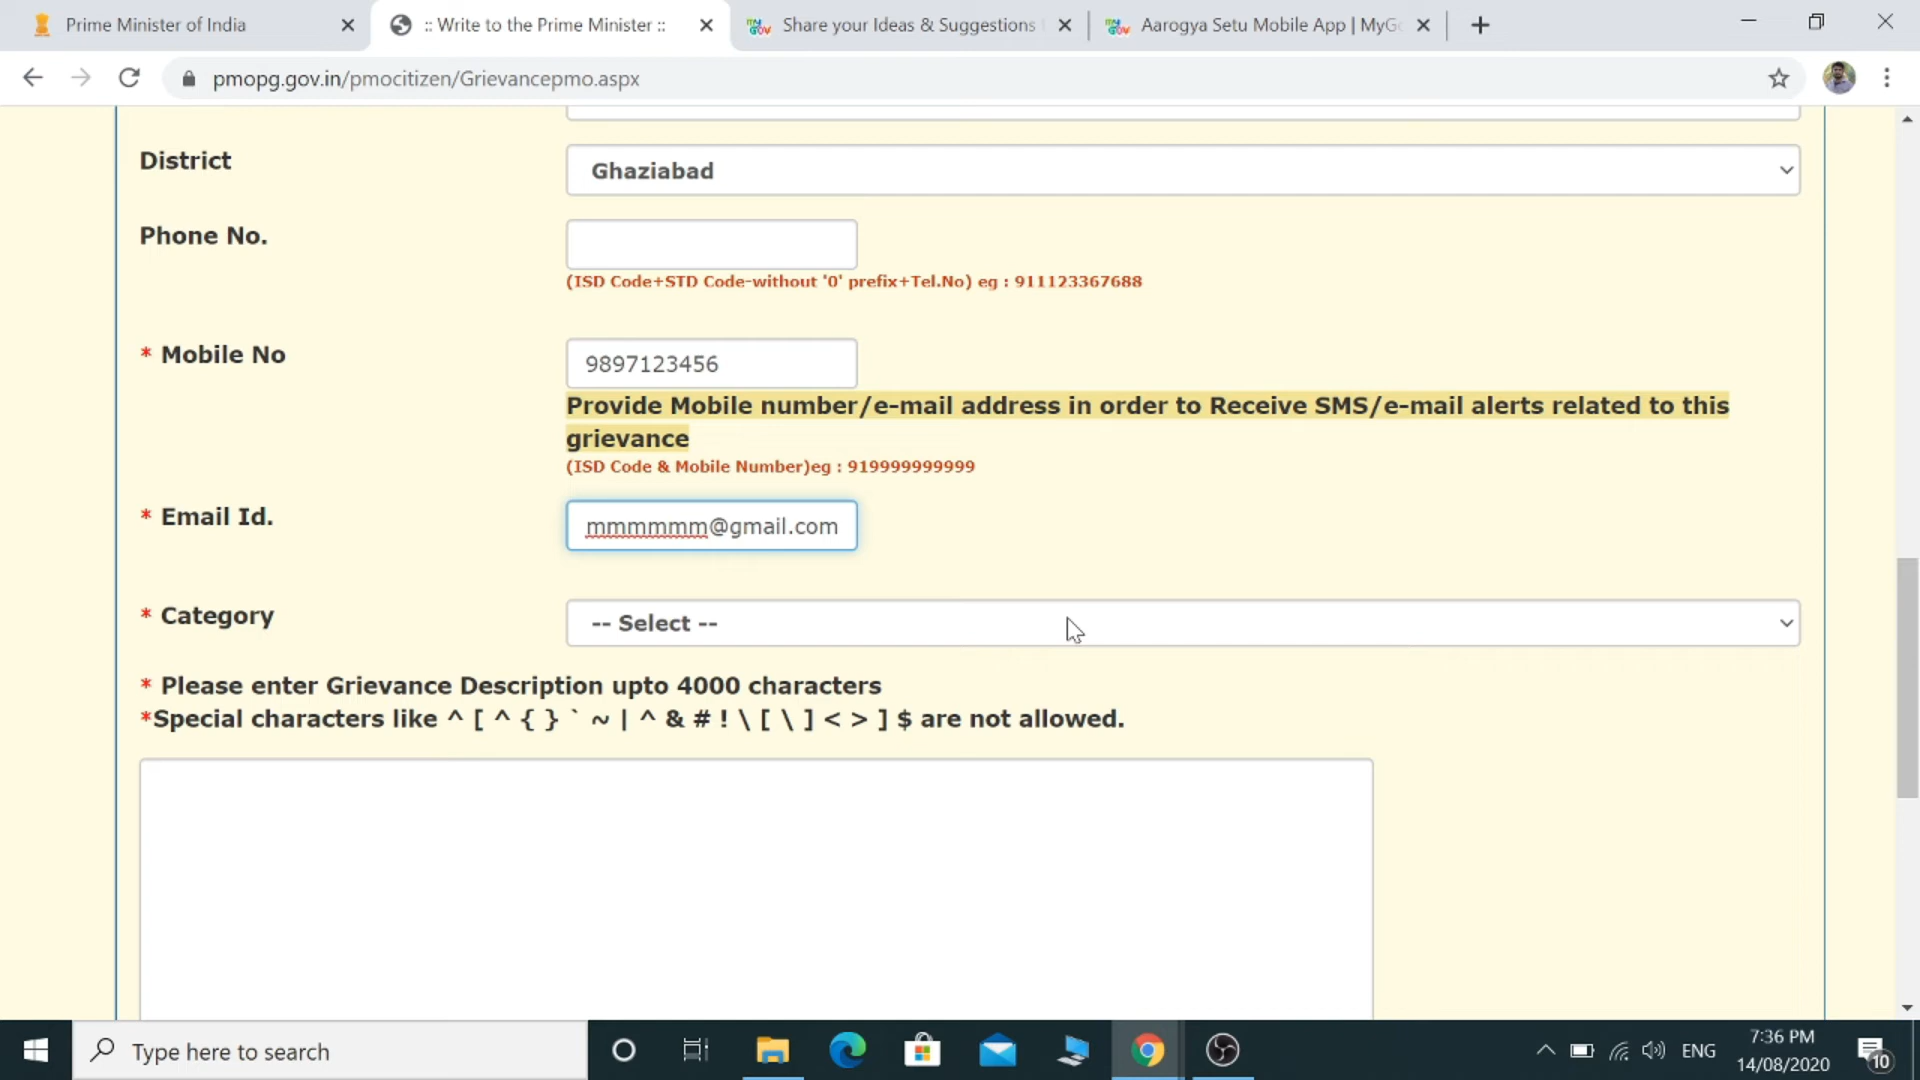 Prime Minister of India
:: Write to the Prime Minister ::
Share your Ideas & Suggestions
Aarogya Setu Mobile App | MyGo
pmopg.gov.in/pmocitizen/Grievancepmo.aspx
District
Ghaziabad
Phone No.
(ISD Code+STD Code-without '0' prefix+Tel.No) eg : 911123367688
* Mobile No
9897123456
Provide Mobile number/e-mail address in order to Receive SMS/e-mail alerts related to this
grievance
(ISD Code & Mobile Number)eg : 919999999999
* Email Id.
mmmmmm@gmail.com
* Category
-- Select --
* Please enter Grievance Description upto 4000 characters
*Special characters like ^ [ ^ { } ` ~ | ^ & # ! \ [ \ ] < > ] $ are not allowed.
Type here to search
ENG
7:36 PM
14/08/2020
10